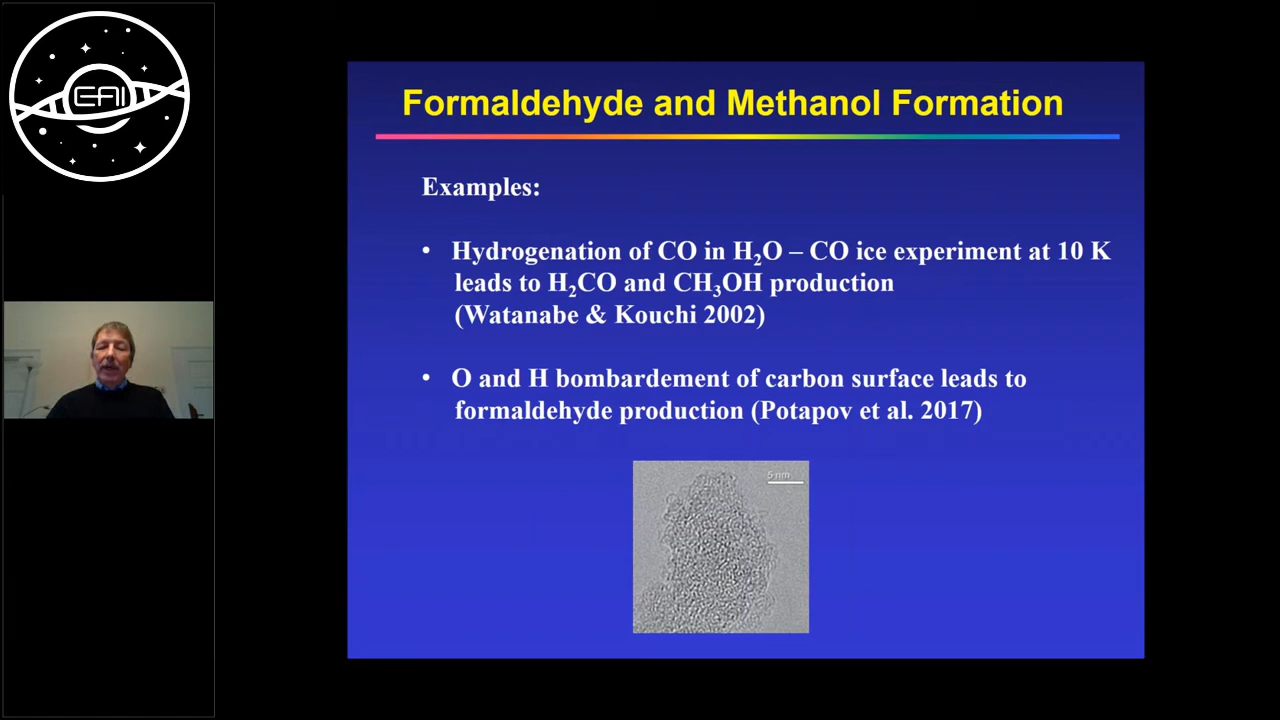 EAI
Formaldehyde and Methanol Formation
Examples:
• Hydrogenation of CO in H₂O – CO ice experiment at 10 K
leads to H₂CO and CH₃OH production
(Watanabe & Kouchi 2002)
• O and H bombardement of carbon surface leads to
formaldehyde production (Potapov et al. 2017)
5 nm